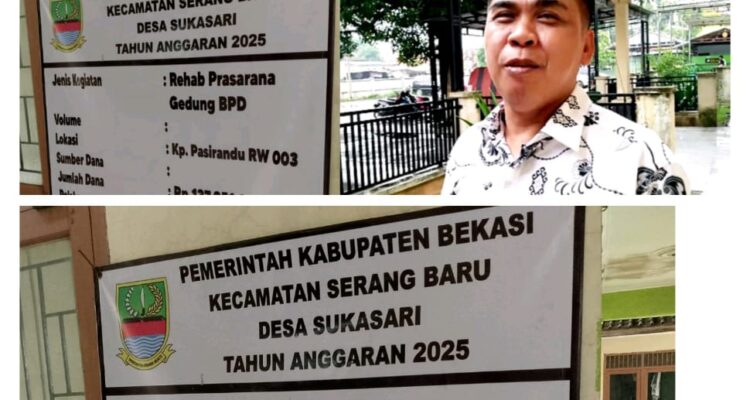 KECAMATAN SERANG
DESA SUKASARI
TAHUN ANGGARAN 2025
Jenis Kegiatan : Rehab Prasarana
Gedung BPD
Volume :
Lokasi : Kp. Pasirandu RW 003
Sumber Dana :
Jumlah Dana : Rp
PEMERINTAH KABUPATEN BEKASI
KECAMATAN SERANG BARU
DESA SUKASARI
TAHUN ANGGARAN 2025